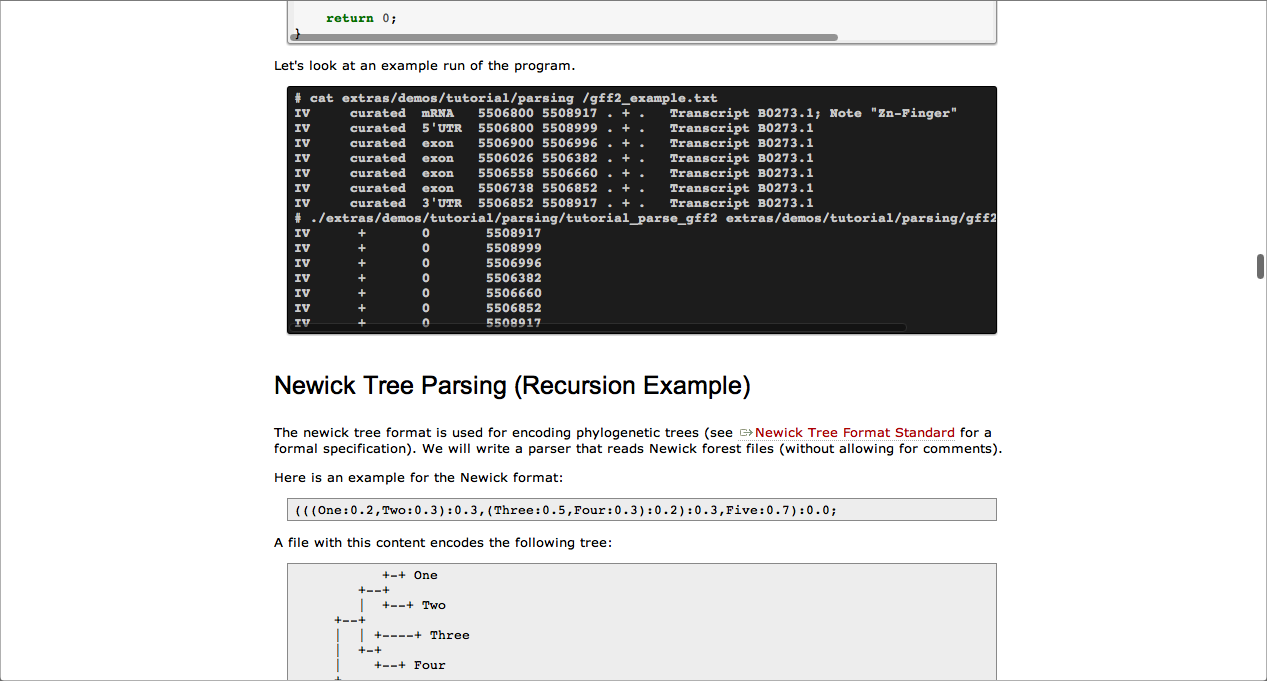 return 0;
}
Let's look at an example run of the program.
# cat extras/demos/tutorial/parsing /gff2_example.txt
IV     curated  mRNA   5506800 5508917 . + .   Transcript B0273.1; Note "Zn-Finger"
IV     curated  5'UTR  5506800 5508999 . + .   Transcript B0273.1
IV     curated  exon   5506900 5506996 . + .   Transcript B0273.1
IV     curated  exon   5506026 5506382 . + .   Transcript B0273.1
IV     curated  exon   5506558 5506660 . + .   Transcript B0273.1
IV     curated  exon   5506738 5506852 . + .   Transcript B0273.1
IV     curated  3'UTR  5506852 5508917 . + .   Transcript B0273.1
# ./extras/demos/tutorial/parsing/tutorial_parse_gff2 extras/demos/tutorial/parsing/gff2
IV      +       0       5508917
IV      +       0       5508999
IV      +       0       5506996
IV      +       0       5506382
IV      +       0       5506660
IV      +       0       5506852
IV      +       0       5508917
Newick Tree Parsing (Recursion Example)
The newick tree format is used for encoding phylogenetic trees (see Newick Tree Format Standard for a
formal specification). We will write a parser that reads Newick forest files (without allowing for comments).
Here is an example for the Newick format:
(((One:0.2,Two:0.3):0.3,(Three:0.5,Four:0.3):0.2):0.3,Five:0.7):0.0;
A file with this content encodes the following tree:
           +-+ One
        +--+
        |  +--+ Two
     +--+
     |  | +----+ Three
     |  +-+
     |    +--+ Four
     +